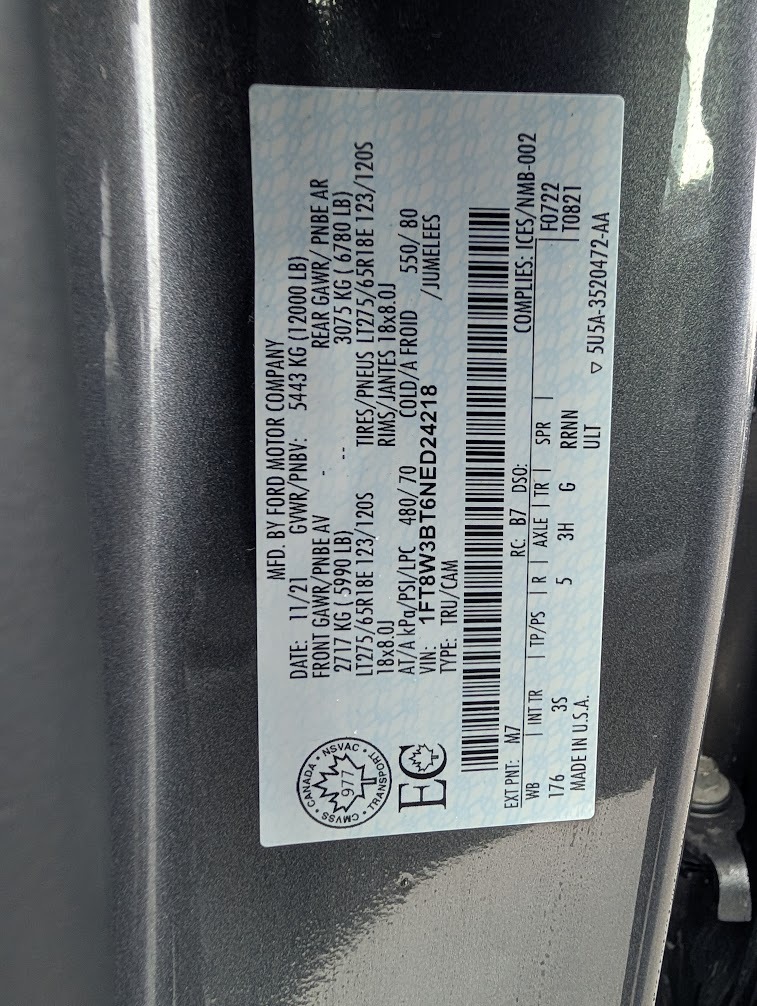 MFD. BY FORD MOTOR COMPANY
DATE: 11/21 GVWR/PNBV: 5443 KG (12000 LB)
FRONT GAWR/PNBE AV REAR GAWR/ PNBE AR
2717 KG ( 5990 LB) 3075 KG ( 6780 LB)
LT275/65R18E 123/120S TIRES/PNEUS LT275/65R18E 123/120S
18x8.0J RIMS/JANTES 18x8.0J
AT/A kPa/PSI/LPC 480/ 70 COLD/A FROID 550/ 80
VIN: 1FT8W3BT6NED24218 /JUMELEES
TYPE: TRU/CAM
CMVSS • CANADA • NSVAC • TRANSPORT •
977
EC
COMPLIES: ICES/NMB-002
EXT PNT: M7 RC: B7 DSO:
WB | INT TR | TP/PS | R | AXLE | TR | SPR | F0722
176 3S 5 3H G RRNN | T0821
MADE IN U.S.A. ULT
▽ 5U5A-3520472-AA